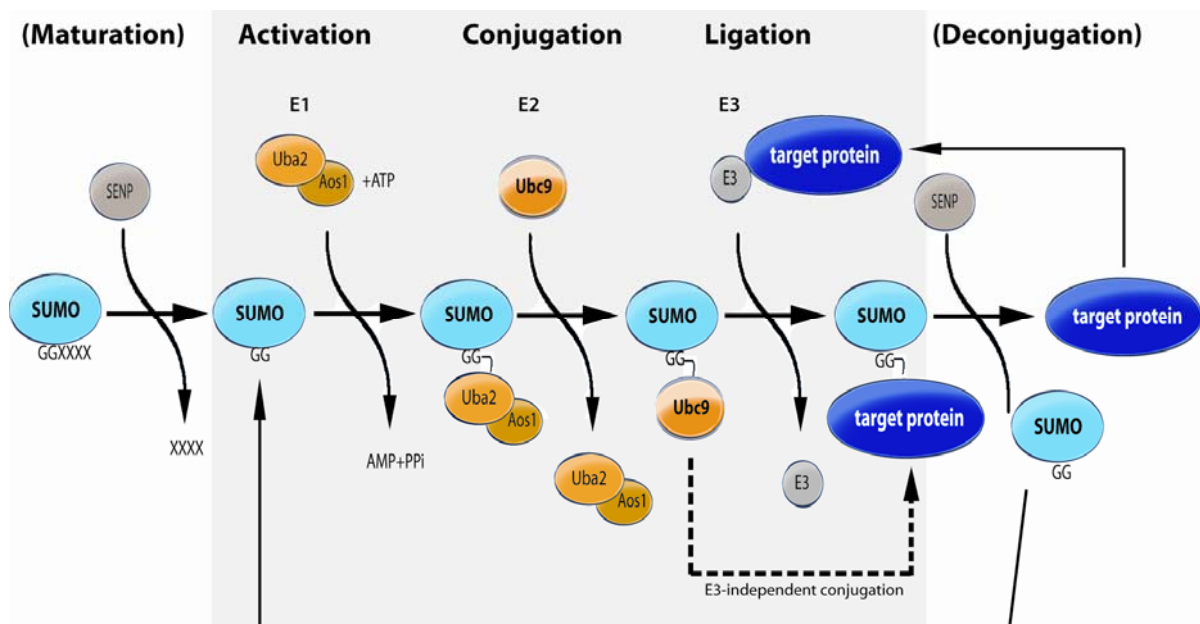 (Maturation) Activation Conjugation Ligation (Deconjugation)
E1 E2 E3
Uba2 Aos1 +ATP
Ubc9
E3 target protein
SENP
SENP
SUMO
GGXXXX
SUMO
GG
SUMO
GG
Uba2 Aos1
SUMO
GG
Ubc9
SUMO
GG
target protein
target protein
SUMO
GG
XXXX
AMP+PPi
Uba2 Aos1
E3
E3-independent conjugation